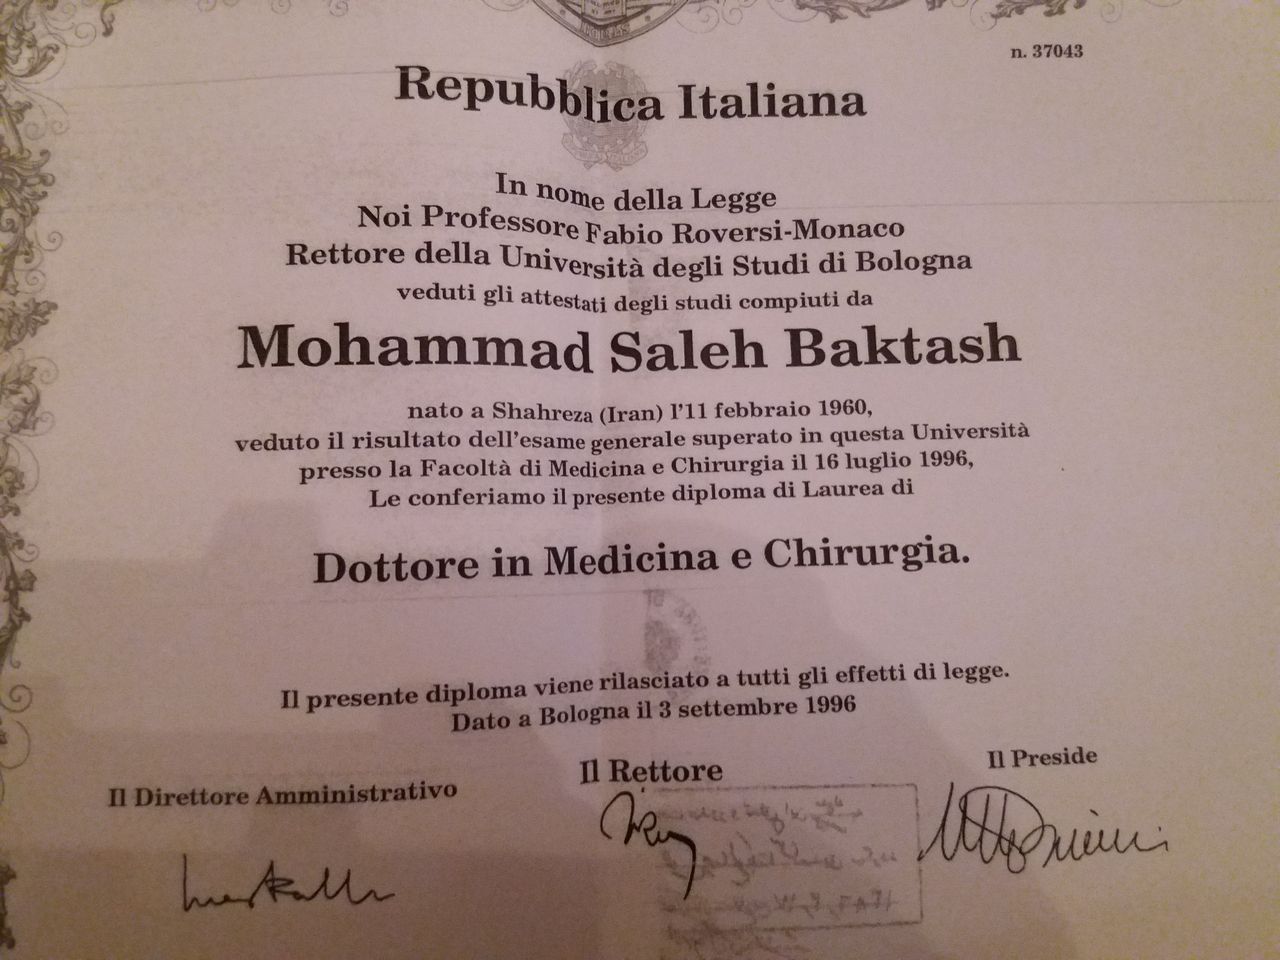 n. 37043
Repubblica Italiana
In nome della Legge
Noi Professore Fabio Roversi-Monaco
Rettore della Università degli Studi di Bologna
veduti gli attestati degli studi compiuti da
Mohammad Saleh Baktash
nato a Shahreza (Iran) l'11 febbraio 1960,
veduto il risultato dell'esame generale superato in questa Università
presso la Facoltà di Medicina e Chirurgia il 16 luglio 1996,
Le conferiamo il presente diploma di Laurea di
Dottore in Medicina e Chirurgia.
Il presente diploma viene rilasciato a tutti gli effetti di legge.
Dato a Bologna il 3 settembre 1996
Il Direttore Amministrativo
Il Rettore
Il Preside